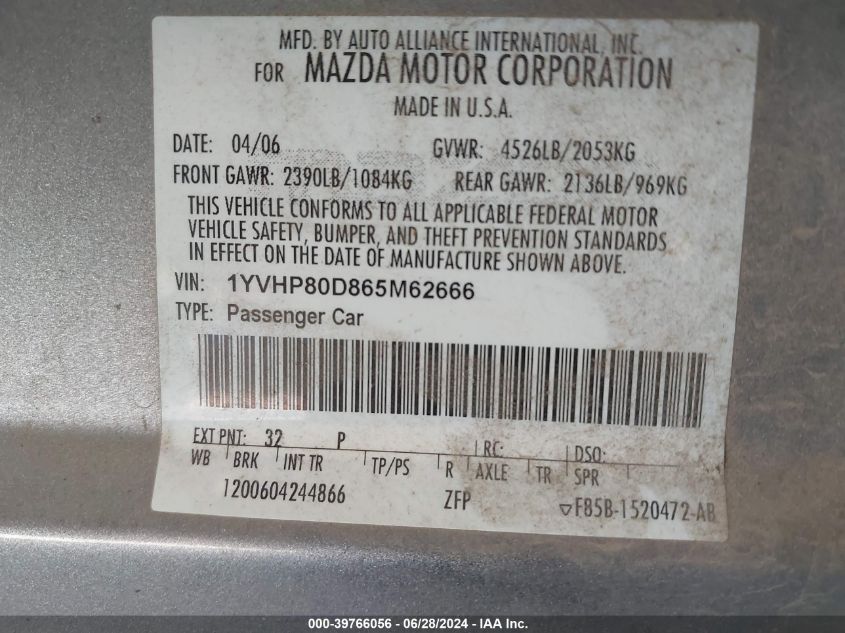 MFD. BY AUTO ALLIANCE INTERNATIONAL, INC.
FOR MAZDA MOTOR CORPORATION
MADE IN U.S.A.
DATE: 04/06 GVWR: 4526LB/2053KG
FRONT GAWR: 2390LB/1084KG REAR GAWR: 2136LB/969KG
THIS VEHICLE CONFORMS TO ALL APPLICABLE FEDERAL MOTOR
VEHICLE SAFETY, BUMPER, AND THEFT PREVENTION STANDARDS
IN EFFECT ON THE DATE OF MANUFACTURE SHOWN ABOVE.
VIN: 1YVHP80D865M62666
TYPE: Passenger Car
EXT PNT: 32 P RC: DSO:
WB BRK INT TR TP/PS R AXLE TR SPR
1200604244866 ZFP F85B-1520472-AB
000-39766056 - 06/28/2024 - IAA Inc.